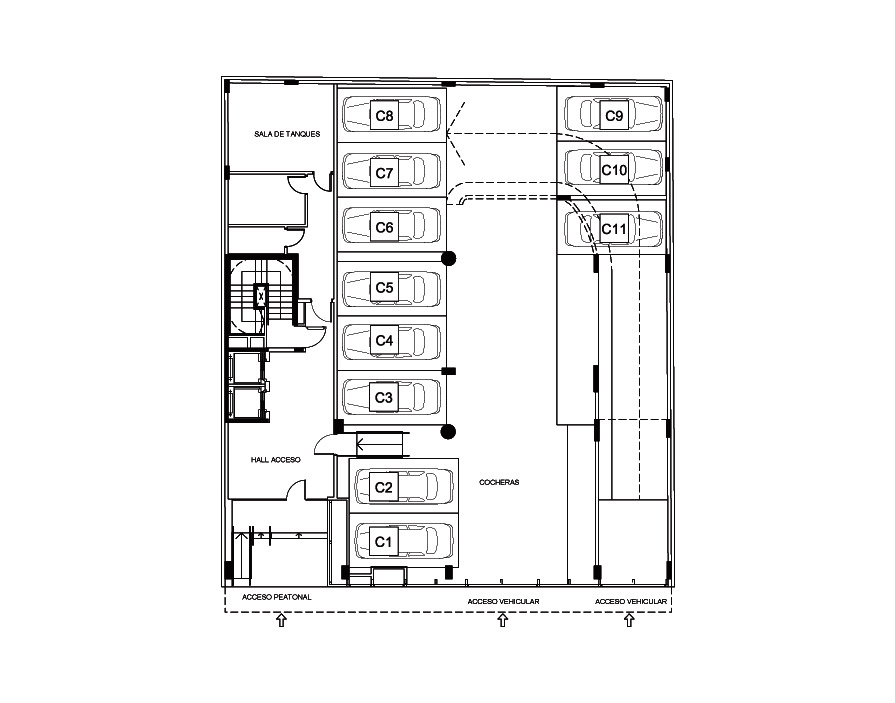 C8
C9
SALA DE TANQUES
C7
C10
C6
C11
C5
C4
C3
HALL ACCESO
C2
COCHERAS
C1
ACCESO PEATONAL
ACCESO VEHICULAR
ACCESO VEHICULAR